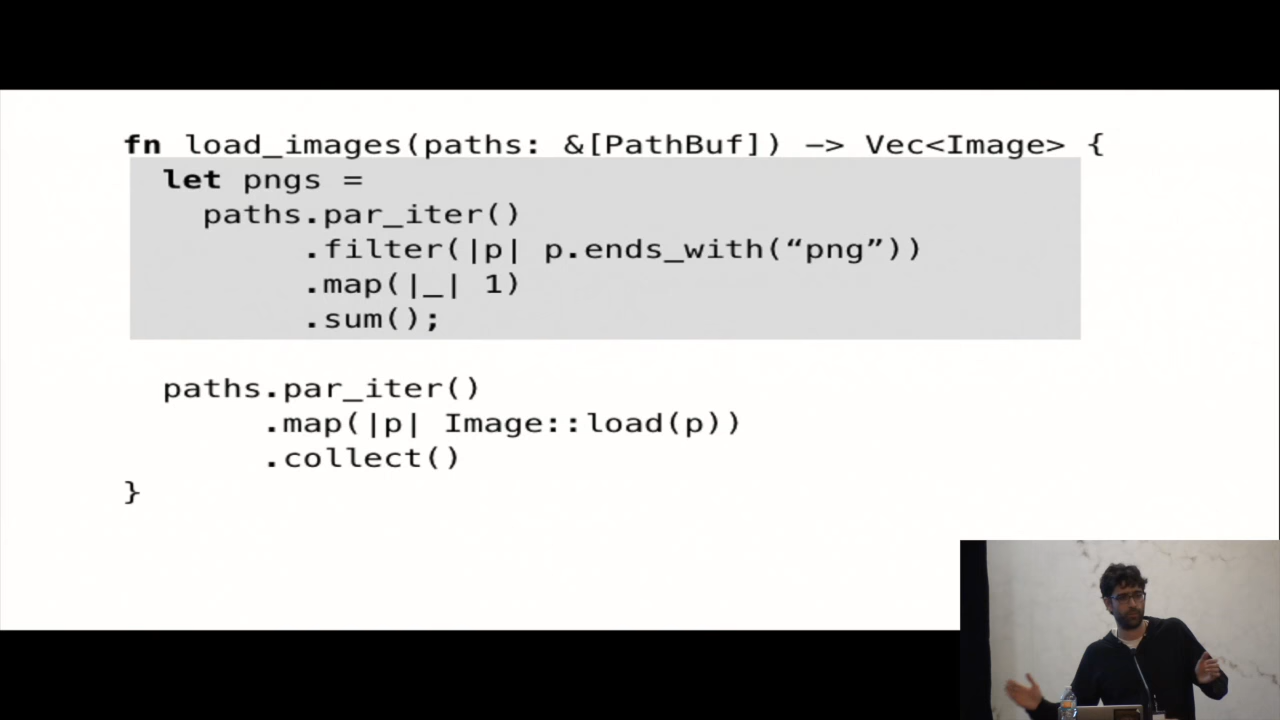 fn load_images(paths: &[PathBuf]) —> Vec<Image> {
let pngs =
paths.par_iter()
.filter(|p| p.ends_with(“png”))
.map(|_| 1)
.sum();
paths.par_iter()
.map(|p| Image::load(p))
.collect()
}